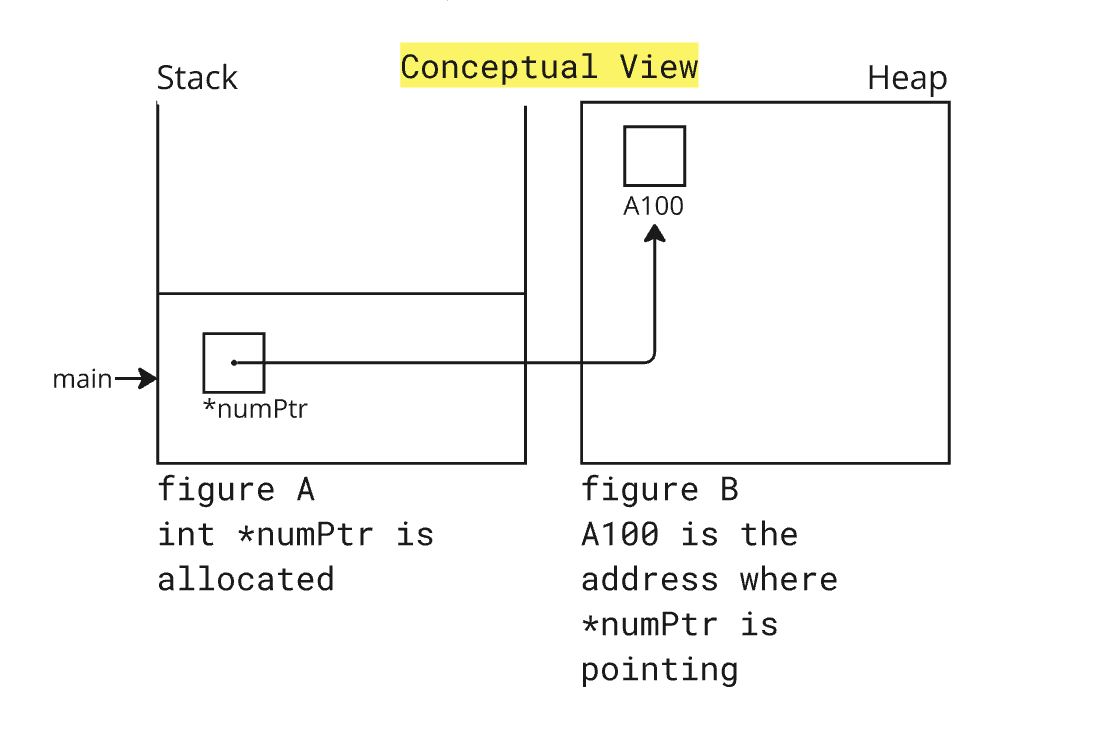 Conceptual View
Stack
Heap
A100
main
*numPtr
figure A
int *numPtr is
allocated
figure B
A100 is the
address where
*numPtr is
pointing